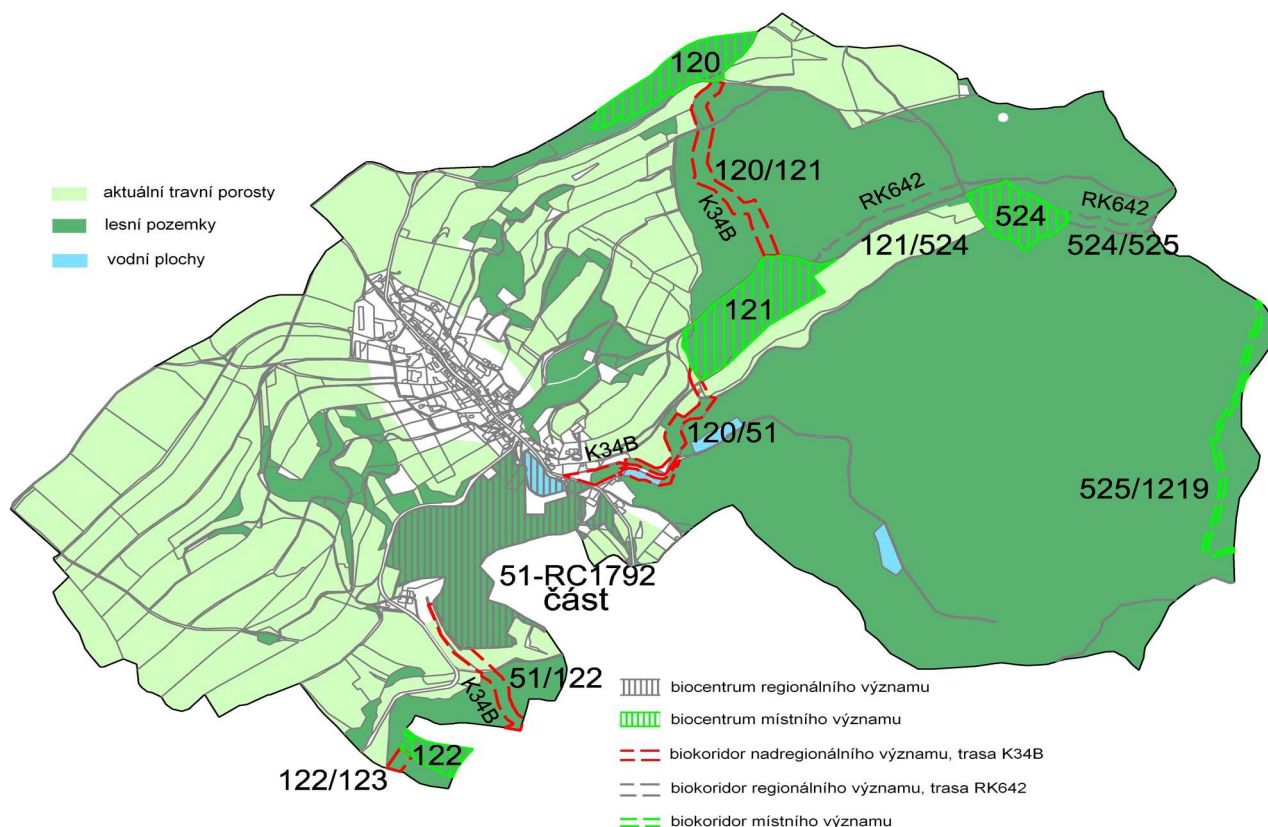 120
aktuální travní porosty
lesní pozemky
vodní plochy
120/121
K34B
RK642
RK642
524
121/524
524/525
121
K34B
120/51
525/1219
51-RC1792
část
51/122
K34B
122
122/123
biocentrum regionálního významu
biocentrum místního významu
biokoridor nadregionálního významu, trasa K34B
biokoridor regionálního významu, trasa RK642
biokoridor místního významu